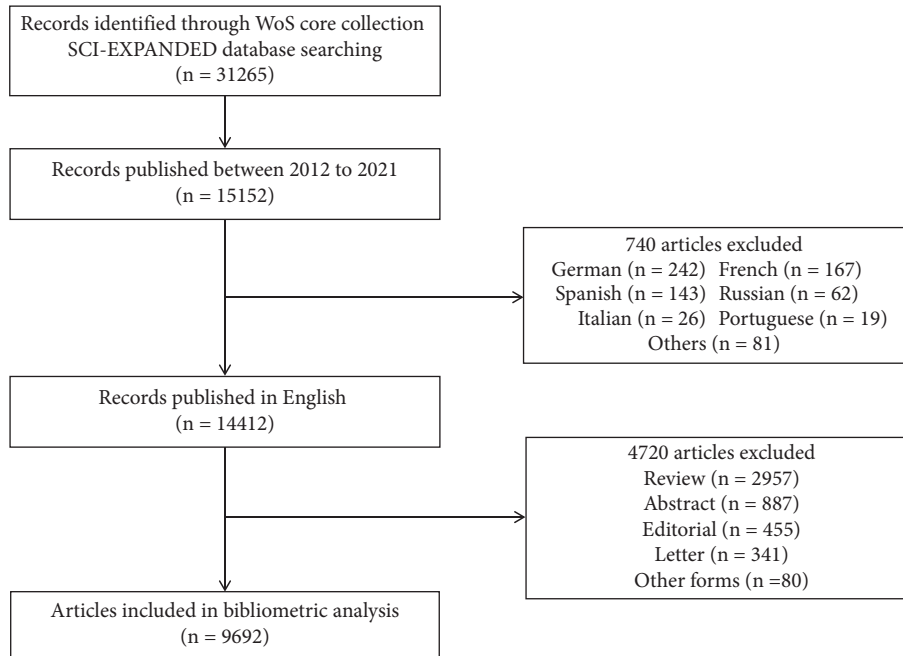 Records identified through WoS core collection
SCI-EXPANDED database searching
(n = 31265)
Records published between 2012 to 2021
(n = 15152)
740 articles excluded
German (n = 242) French (n = 167)
Spanish (n = 143) Russian (n = 62)
Italian (n = 26) Portuguese (n = 19)
Others (n = 81)
Records published in English
(n = 14412)
4720 articles excluded
Review (n = 2957)
Abstract (n = 887)
Editorial (n = 455)
Letter (n = 341)
Other forms (n =80)
Articles included in bibliometric analysis
(n = 9692)